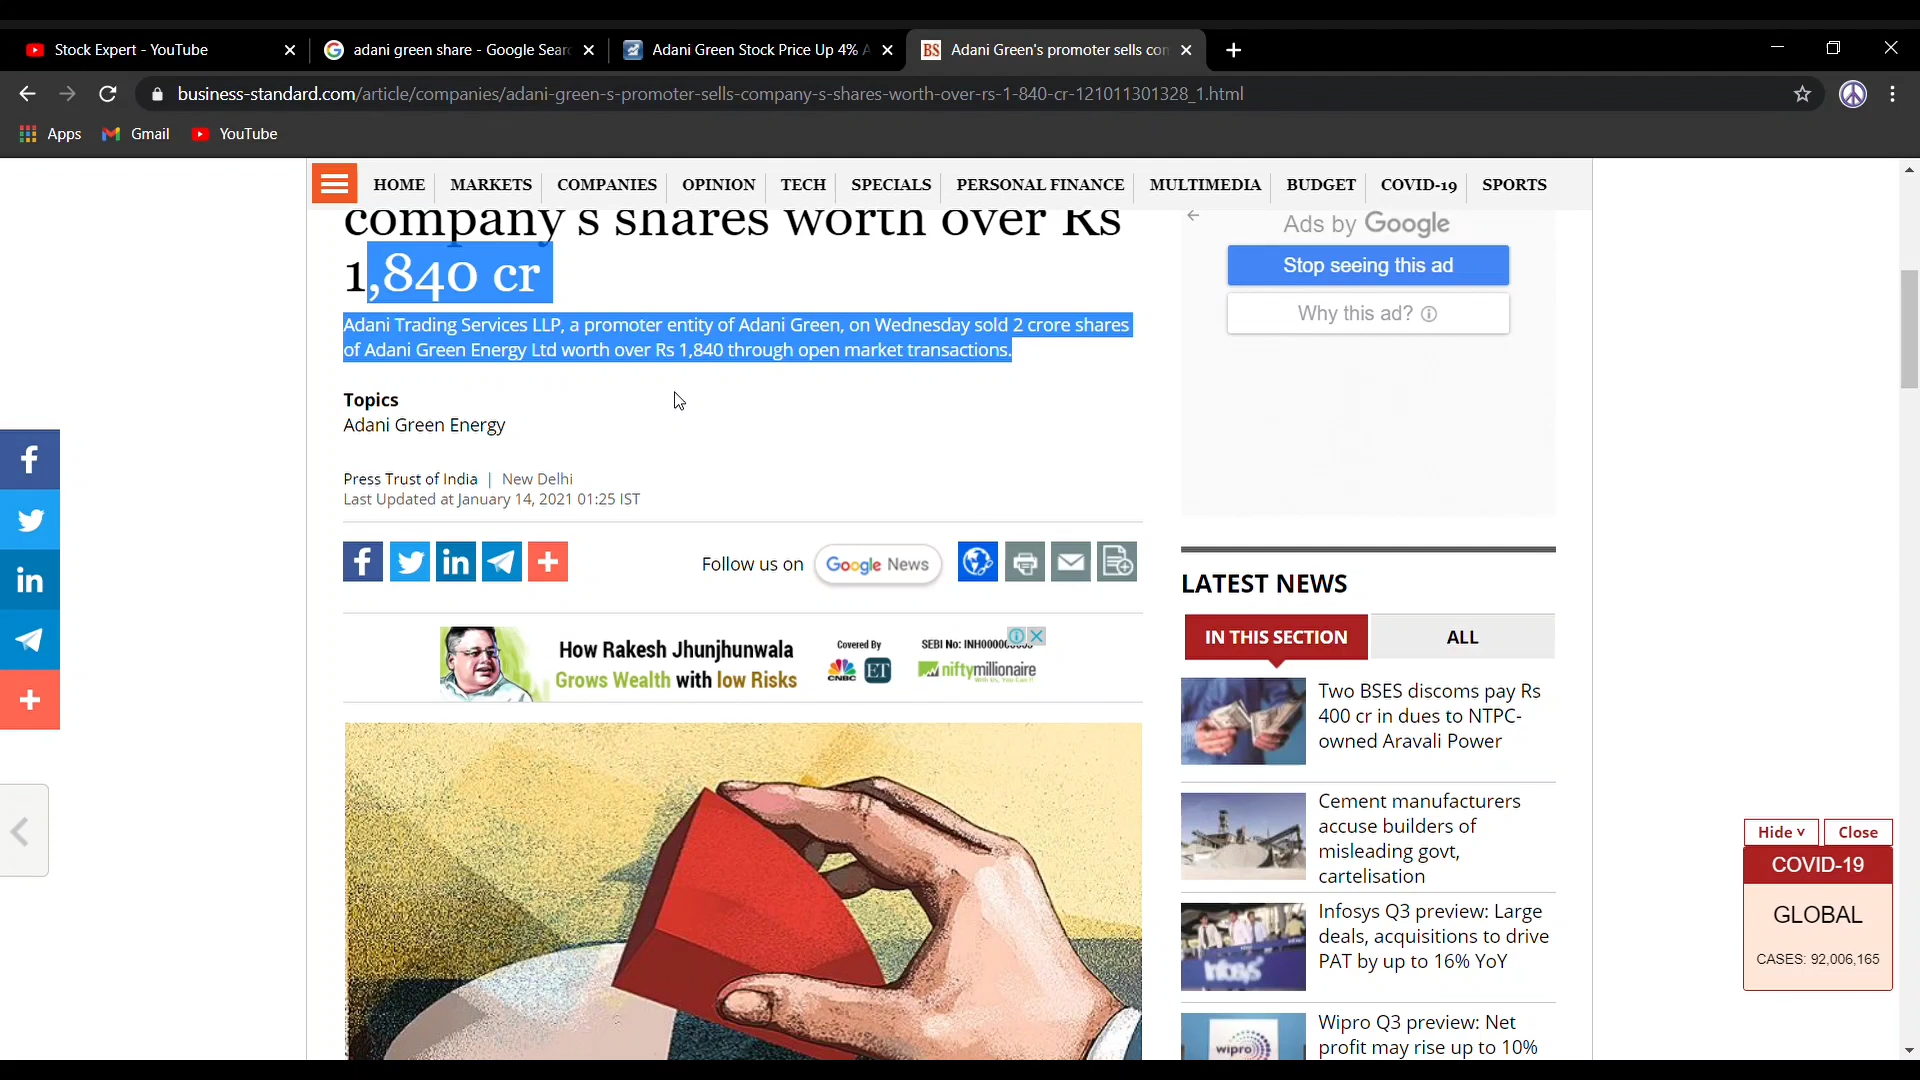 Stock Expert - YouTube
adani green share - Google Sear
Adani Green Stock Price Up 4% A
BS Adani Green's promoter sells con
business-standard.com/article/companies/adani-green-s-promoter-sells-company-s-shares-worth-over-rs-1-840-cr-121011301328_1.html
Apps
Gmail
YouTube
HOME
MARKETS
COMPANIES
OPINION
TECH
SPECIALS
PERSONAL FINANCE
MULTIMEDIA
BUDGET
COVID-19
SPORTS
company's shares worth over Rs
1,840 cr
Adani Trading Services LLP, a promoter entity of Adani Green, on Wednesday sold 2 crore shares
of Adani Green Energy Ltd worth over Rs 1,840 through open market transactions.
Topics
Adani Green Energy
Press Trust of India | New Delhi
Last Updated at January 14, 2021 01:25 IST
Follow us on
Google News
How Rakesh Jhunjhunwala
Grows Wealth with low Risks
Covered By
CNBC
ET
SEBI No:
niftymillionaire
Ads by Google
Stop seeing this ad
Why this ad?
LATEST NEWS
IN THIS SECTION
ALL
Two BSES discoms pay Rs
400 cr in dues to NTPC-
owned Aravali Power
Cement manufacturers
accuse builders of
misleading govt,
cartelisation
Infosys Q3 preview: Large
deals, acquisitions to drive
PAT by up to 16% YoY
Infosys
Wipro Q3 preview: Net
profit may rise up to 10%
wipro
Hide v
Close
COVID-19
GLOBAL
CASES: 92,006,165